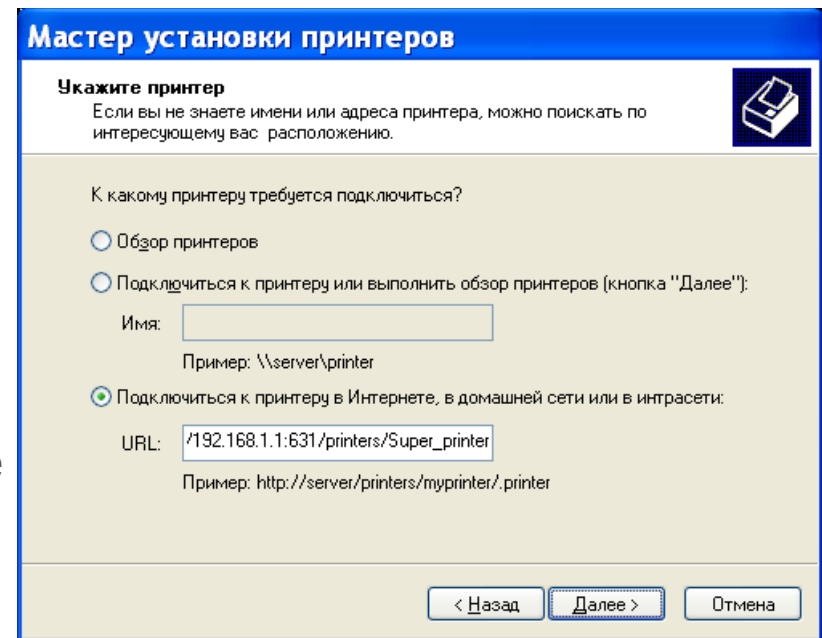 Мастер установки принтеров
Укажите принтер
Если вы не знаете имени или адреса принтера, можно поискать по
интересующему вас расположению.
К какому принтеру требуется подключиться?
Обзор принтеров
Подключиться к принтеру или выполнить обзор принтеров (кнопка "Далее"):
Имя:
Пример: \\server\printer
Подключиться к принтеру в Интернете, в домашней сети или в интрасети:
URL: /192.168.1.1:631/printers/Super_printer
Пример: http://server/printers/myprinter/.printer
< Назад Далее > Отмена